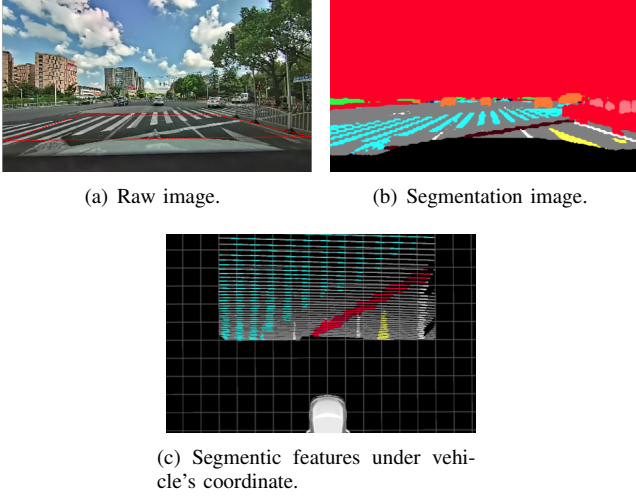 (a) Raw image.
(b) Segmentation image.
(c) Segmentic features under vehi-
cle's coordinate.